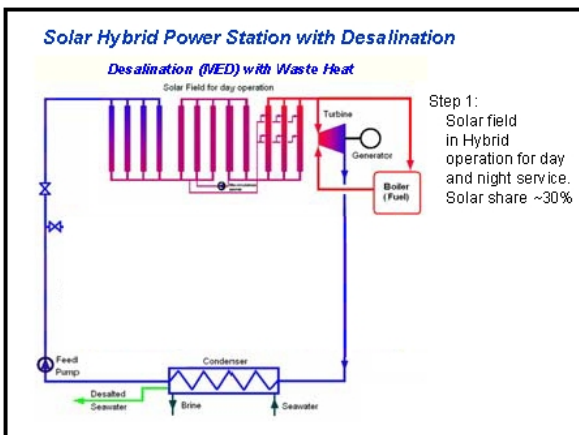 Solar Hybrid Power Station with Desalination
Desalination (MED) with Waste Heat
Solar Field for day operation
Step 1:
Solar field
in Hybrid
operation for day
and night service.
Solar share ~30%
Turbine
Generator
Boiler
(Fuel)
Feed
Pump
Condenser
Desalted
Seawater
Brine
Seawater